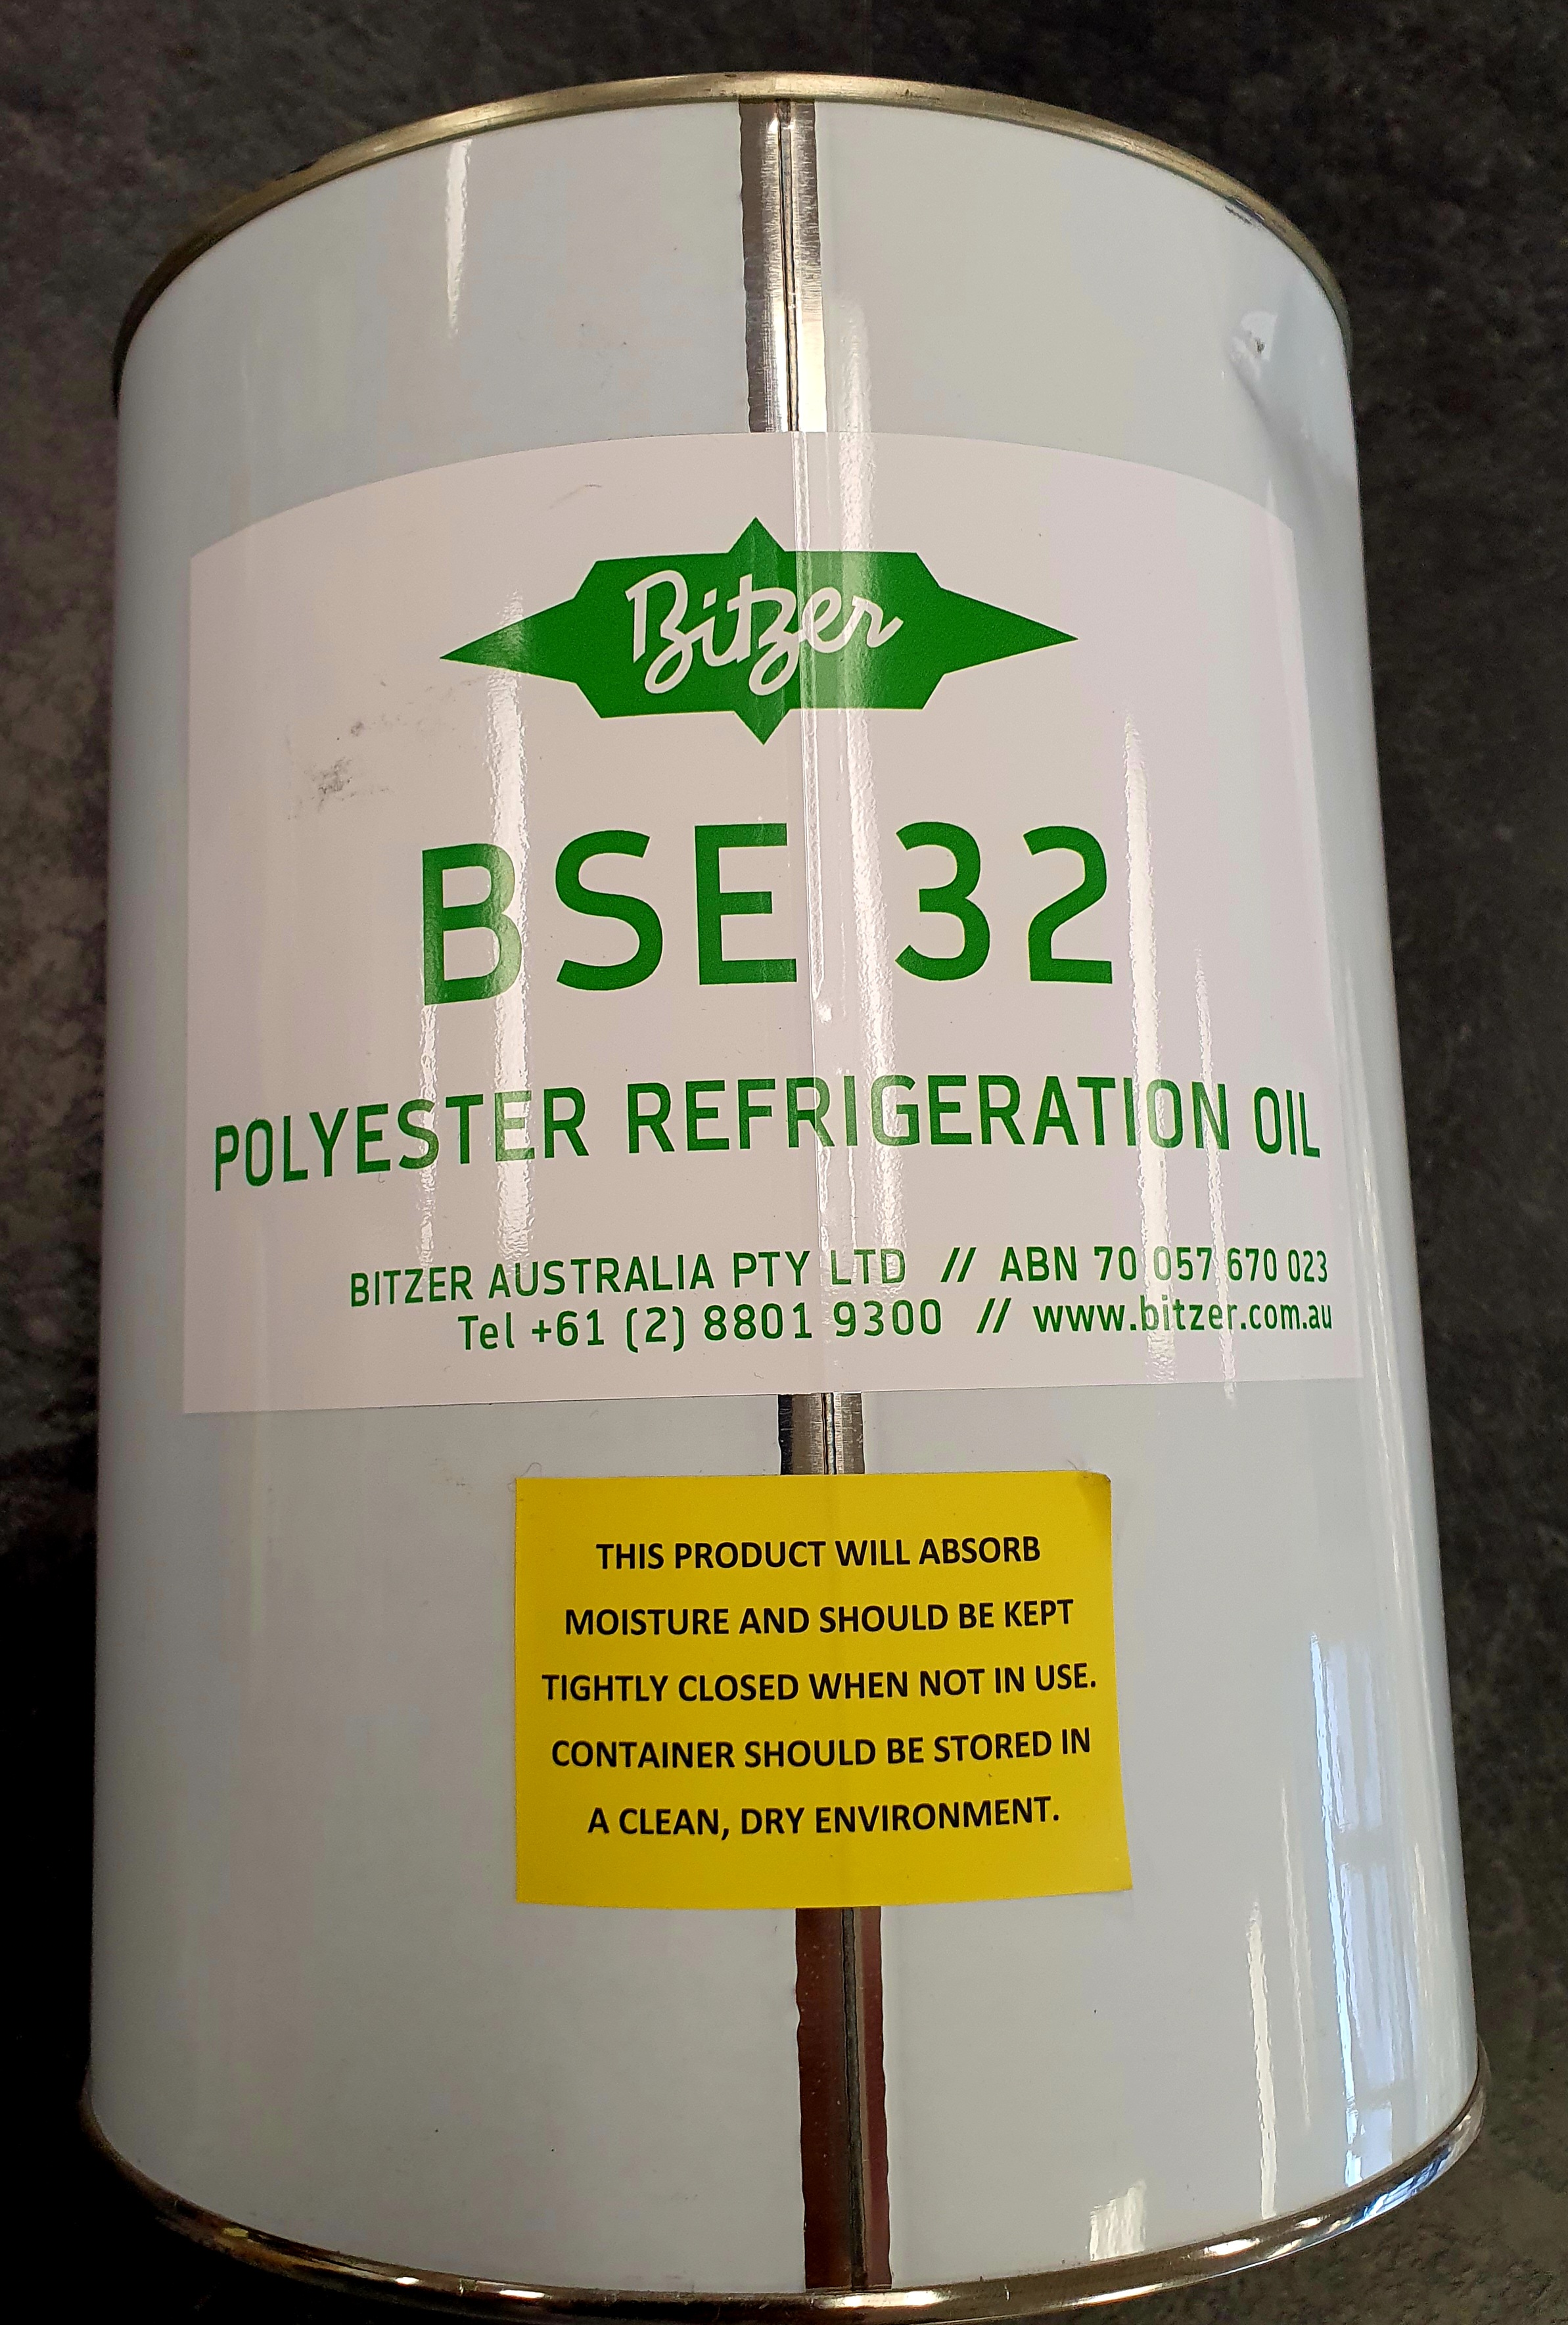 Bitzer
BSE 32
POLYESTER REFRIGERATION OIL
BITZER AUSTRALIA PTY LTD // ABN 70 057 670 023
Tel +61 (2) 8801 9300 // www.bitzer.com.au
THIS PRODUCT WILL ABSORB
MOISTURE AND SHOULD BE KEPT
TIGHTLY CLOSED WHEN NOT IN USE.
CONTAINER SHOULD BE STORED IN
A CLEAN, DRY ENVIRONMENT.